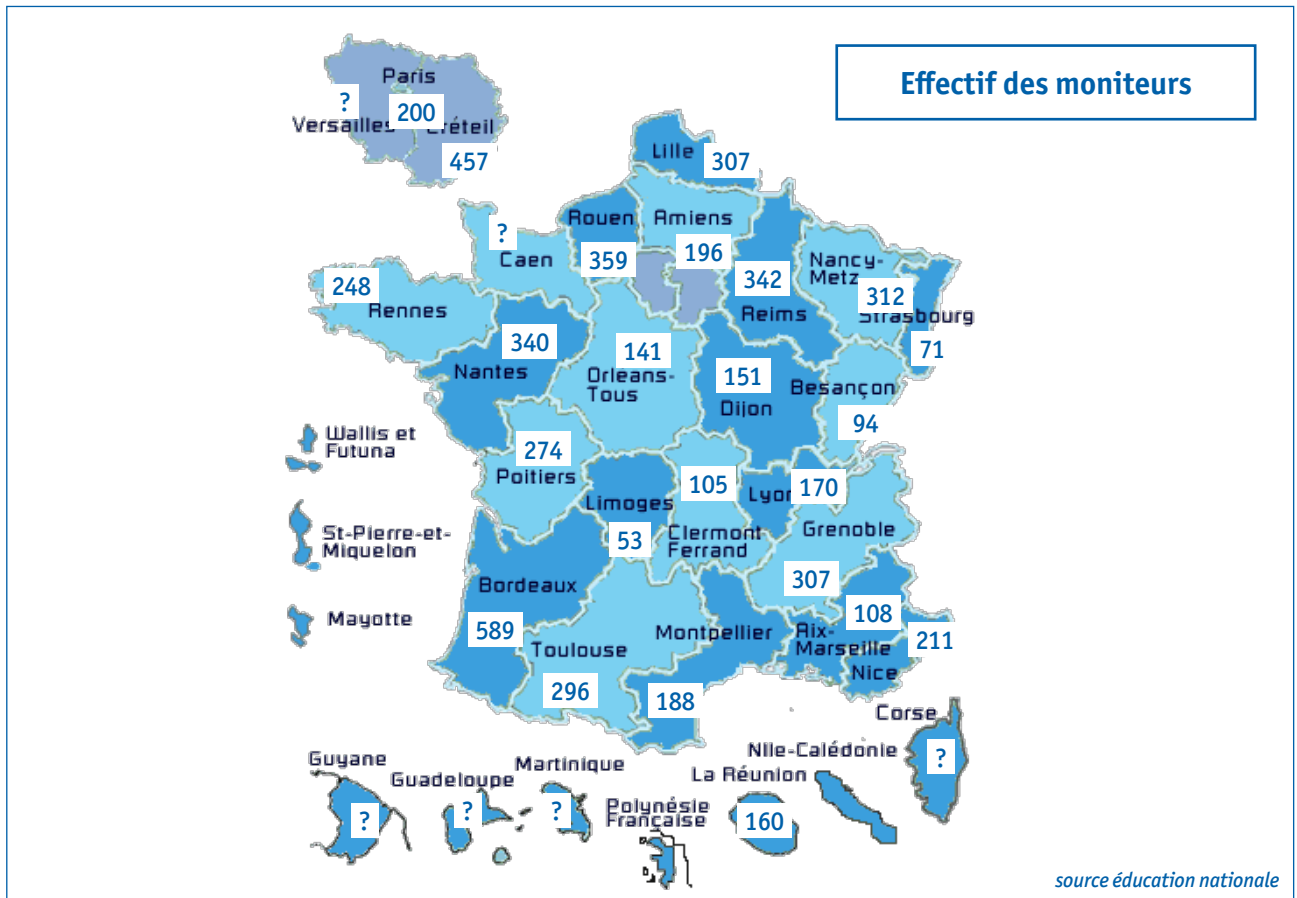 Effectif des moniteurs
Paris
?
200
Versailles
Créteil
457
Lille
307
Rouen
Amiens
?
196
359
Caen
Nancy-
Metz
342
312
248
Rennes
Reims
Strasbourg
340
141
71
Nantes
Orleans-
Tous
151
Besançon
Dijon
94
Wallis et
Futuna
274
Poitiers
105
Lyon
170
Limoges
St-Pierre-et-
Miquelon
53
Clermont
Ferrand
Grenoble
307
Bordeaux
108
Mayotte
589
Toulouse
Montpellier
Aix-
Marseille
211
Nice
296
188
Corse
?
Guyane
?
Guadeloupe
?
Martinique
?
Polynésie
Française
La Réunion
160
Nlle-Calédonie
source éducation nationale